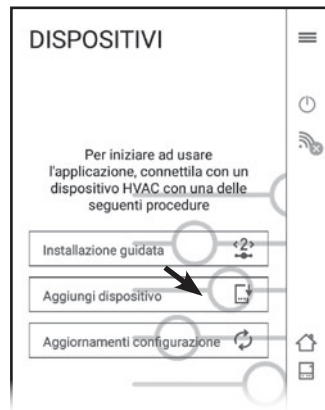 DISPOSITIVI
Per iniziare ad usare
l'applicazione, connettila con un
dispositivo HVAC con una delle
seguenti procedure
Installazione guidata
<2>
Aggiungi dispositivo
Aggiornamenti configurazione